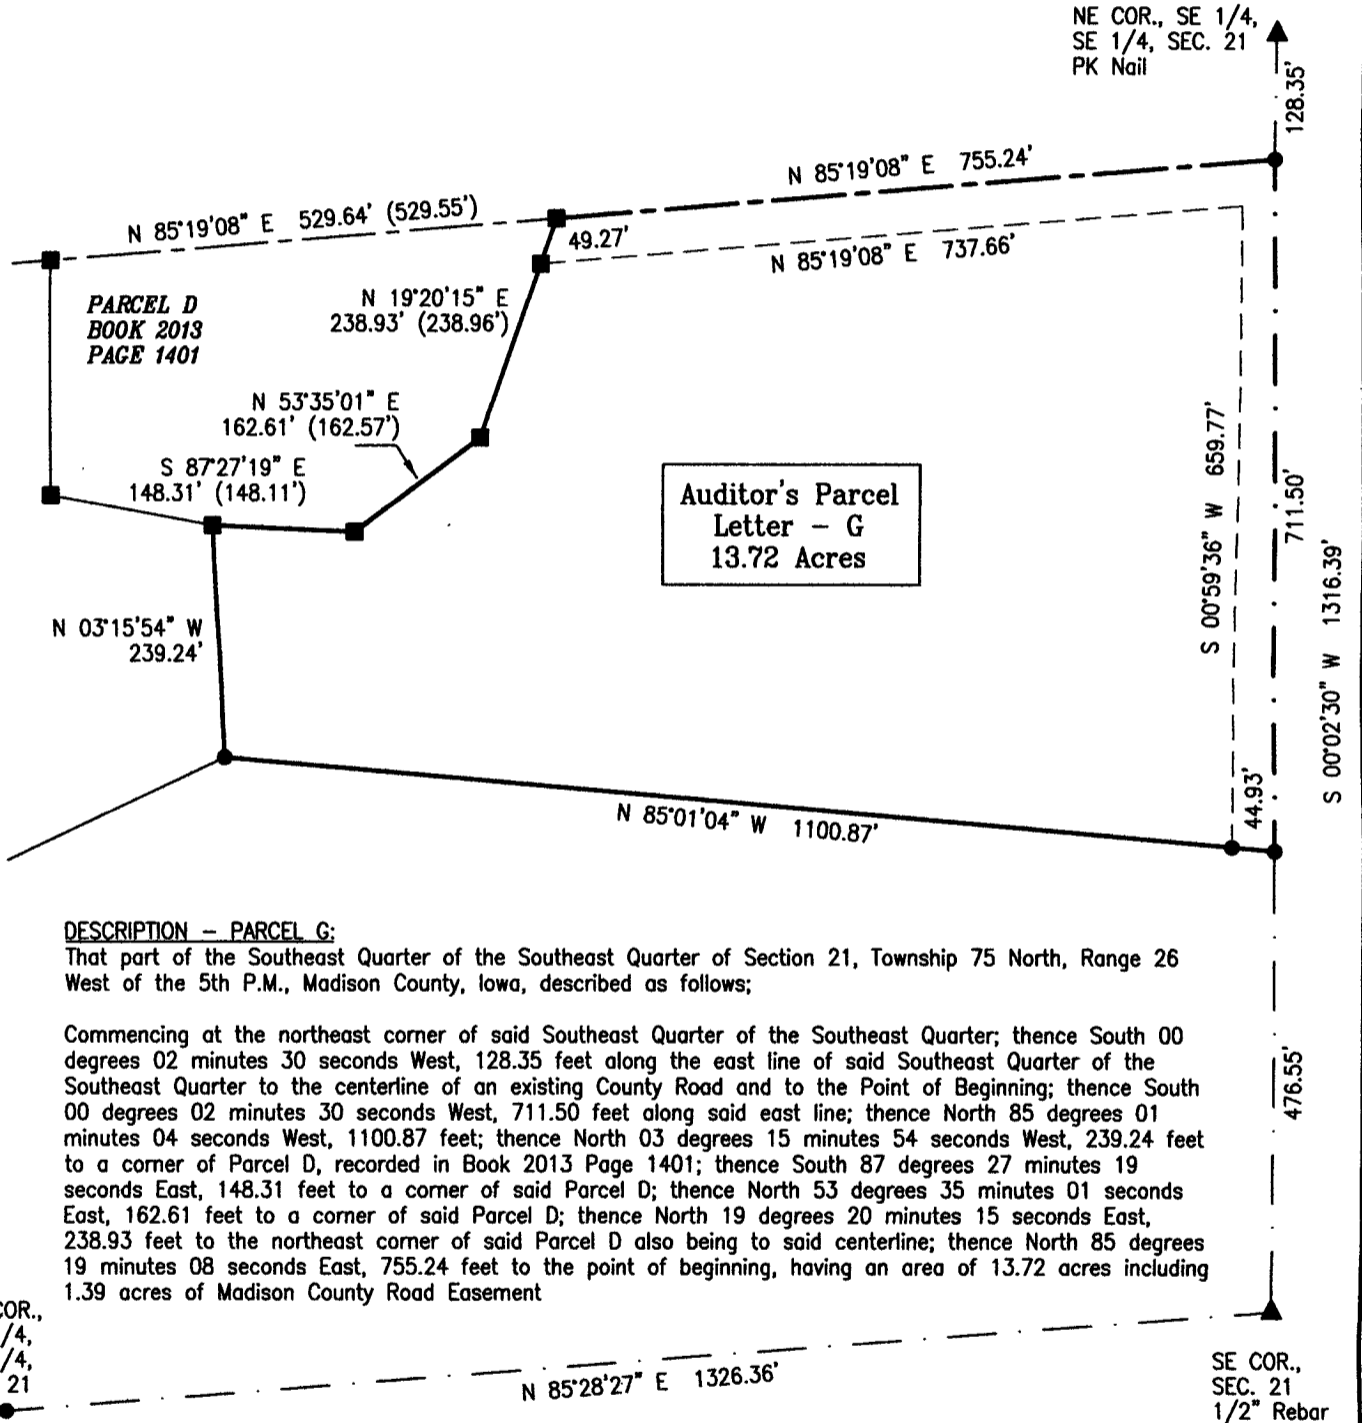 NE COR., SE 1/4,
SE 1/4, SEC. 21
PK Nail
128.35'
N 85°19'08" E 755.24'
N 85°19'08" E 529.64' (529.55')
49.27'
N 85°19'08" E 737.66'
PARCEL D
BOOK 2013
PAGE 1401
N 19°20'15" E
238.93' (238.96')
N 53°35'01" E
162.61' (162.57')
S 87°27'19" E
148.31' (148.11')
Auditor's Parcel
Letter - G
13.72 Acres
S 00°59'36" W 659.77'
711.50'
S 00°02'30" W 1316.39'
N 03°15'54" W
239.24'
44.93'
N 85°01'04" W 1100.87'
DESCRIPTION - PARCEL G:
That part of the Southeast Quarter of the Southeast Quarter of Section 21, Township 75 North, Range 26
West of the 5th P.M., Madison County, Iowa, described as follows;
Commencing at the northeast corner of said Southeast Quarter of the Southeast Quarter; thence South 00
degrees 02 minutes 30 seconds West, 128.35 feet along the east line of said Southeast Quarter of the
Southeast Quarter to the centerline of an existing County Road and to the Point of Beginning; thence South
00 degrees 02 minutes 30 seconds West, 711.50 feet along said east line; thence North 85 degrees 01
minutes 04 seconds West, 1100.87 feet; thence North 03 degrees 15 minutes 54 seconds West, 239.24 feet
to a corner of Parcel D, recorded in Book 2013 Page 1401; thence South 87 degrees 27 minutes 19
seconds East, 148.31 feet to a corner of said Parcel D; thence North 53 degrees 35 minutes 01 seconds
East, 162.61 feet to a corner of said Parcel D; thence North 19 degrees 20 minutes 15 seconds East,
238.93 feet to the northeast corner of said Parcel D also being to said centerline; thence North 85 degrees
19 minutes 08 seconds East, 755.24 feet to the point of beginning, having an area of 13.72 acres including
1.39 acres of Madison County Road Easement
476.55'
COR.,
/4,
/4,
21
N 85°28'27" E 1326.36'
SE COR.,
SEC. 21
1/2" Rebar